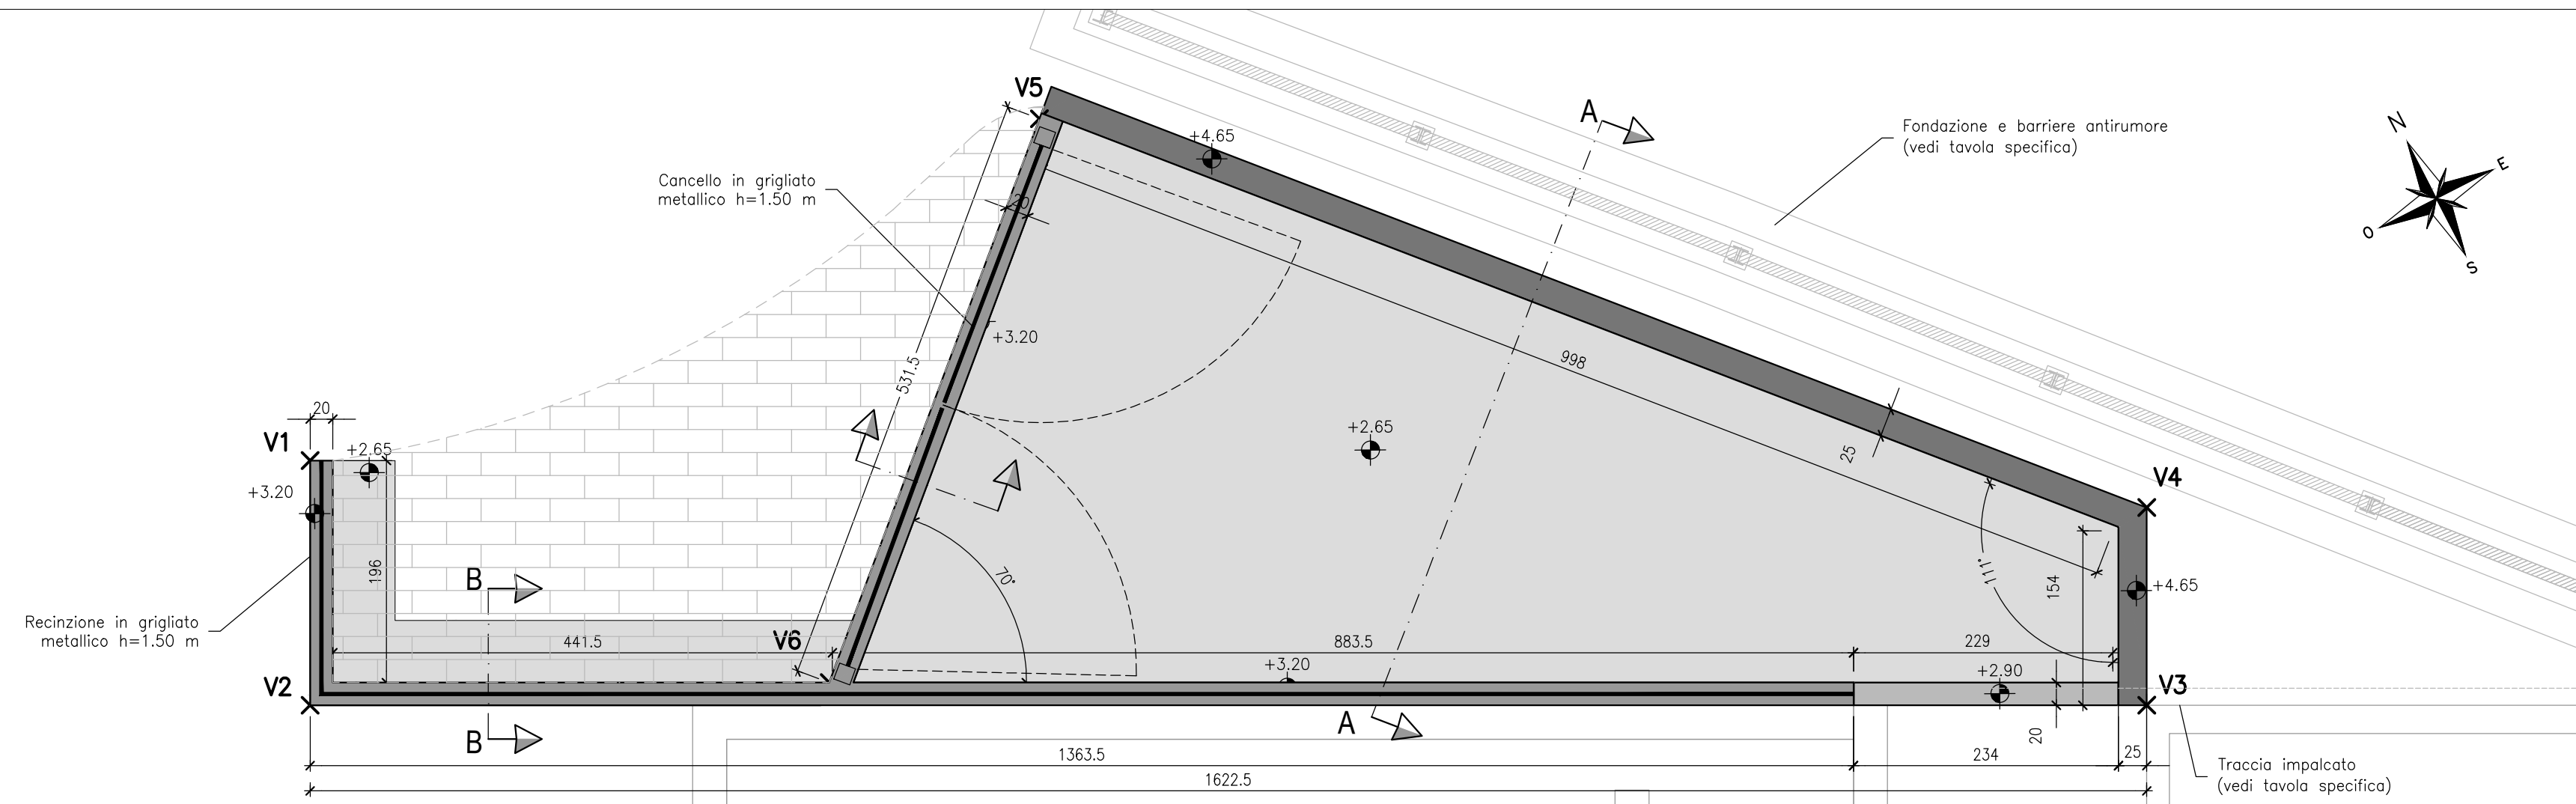 V5
A
+4.65
Fondazione e barriere antirumore
(vedi tavola specifica)
N
E
O
S
Cancello in grigliato
metallico h=1.50 m
20
+3.20
531.5
998
20
V1
+2.65
+3.20
+2.65
25
V4
70°
111°
154
+4.65
196
B
Recinzione in grigliato
metallico h=1.50 m
441.5
V6
883.5
229
+3.20
+2.90
V2
V3
B
A
20
1363.5
234
25
1622.5
Traccia impalcato
(vedi tavola specifica)